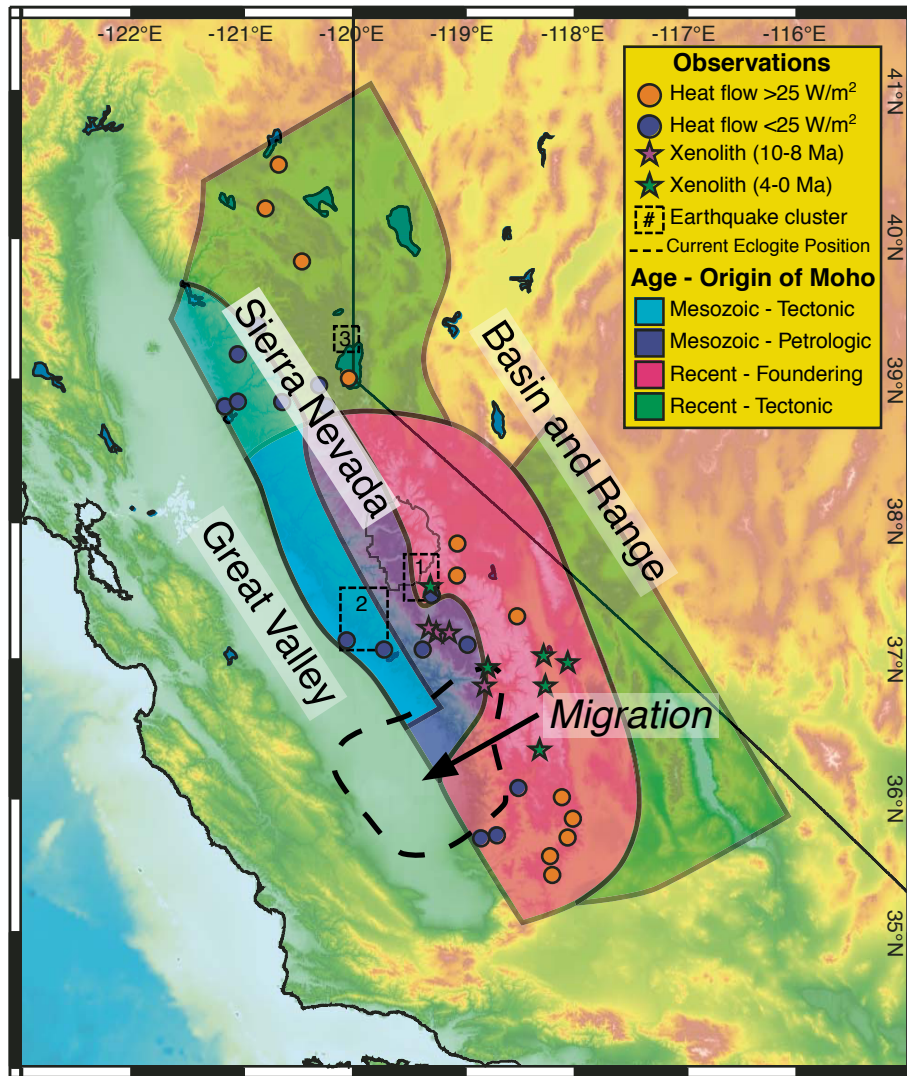 -122°E -121°E -120°E -119°E -118°E -117°E -116°E
Observations
Heat flow >25 W/m²
Heat flow <25 W/m²
Xenolith (10-8 Ma)
Xenolith (4-0 Ma)
# Earthquake cluster
Current Eclogite Position
Age - Origin of Moho
Mesozoic - Tectonic
Mesozoic - Petrologic
Recent - Foundering
Recent - Tectonic
41°N
40°N
39°N
38°N
37°N
36°N
35°N
Sierra Nevada
Basin and Range
Great Valley
3
1
2
Migration